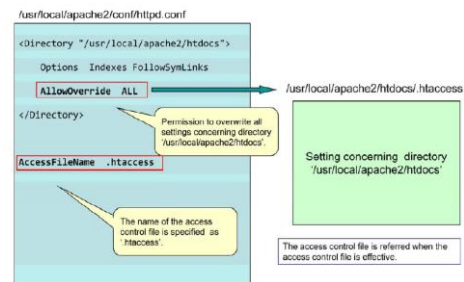 /usr/local/apache2/conf/httpd.conf
<Directory "/usr/local/apache2/htdocs">
Options Indexes FollowSymLinks
AllowOverride ALL
</Directory>
Permission to overwrite all
settings concerning directory
'/usr/local/apache2/htdocs'.
AccessFileName .htaccess
The name of the access
control file is specified as
'.htaccess'.
/usr/local/apache2/htdocs/.htaccess
Setting concerning directory
'/usr/local/apache2/htdocs'
The access control file is referred when the
access control file is effective.